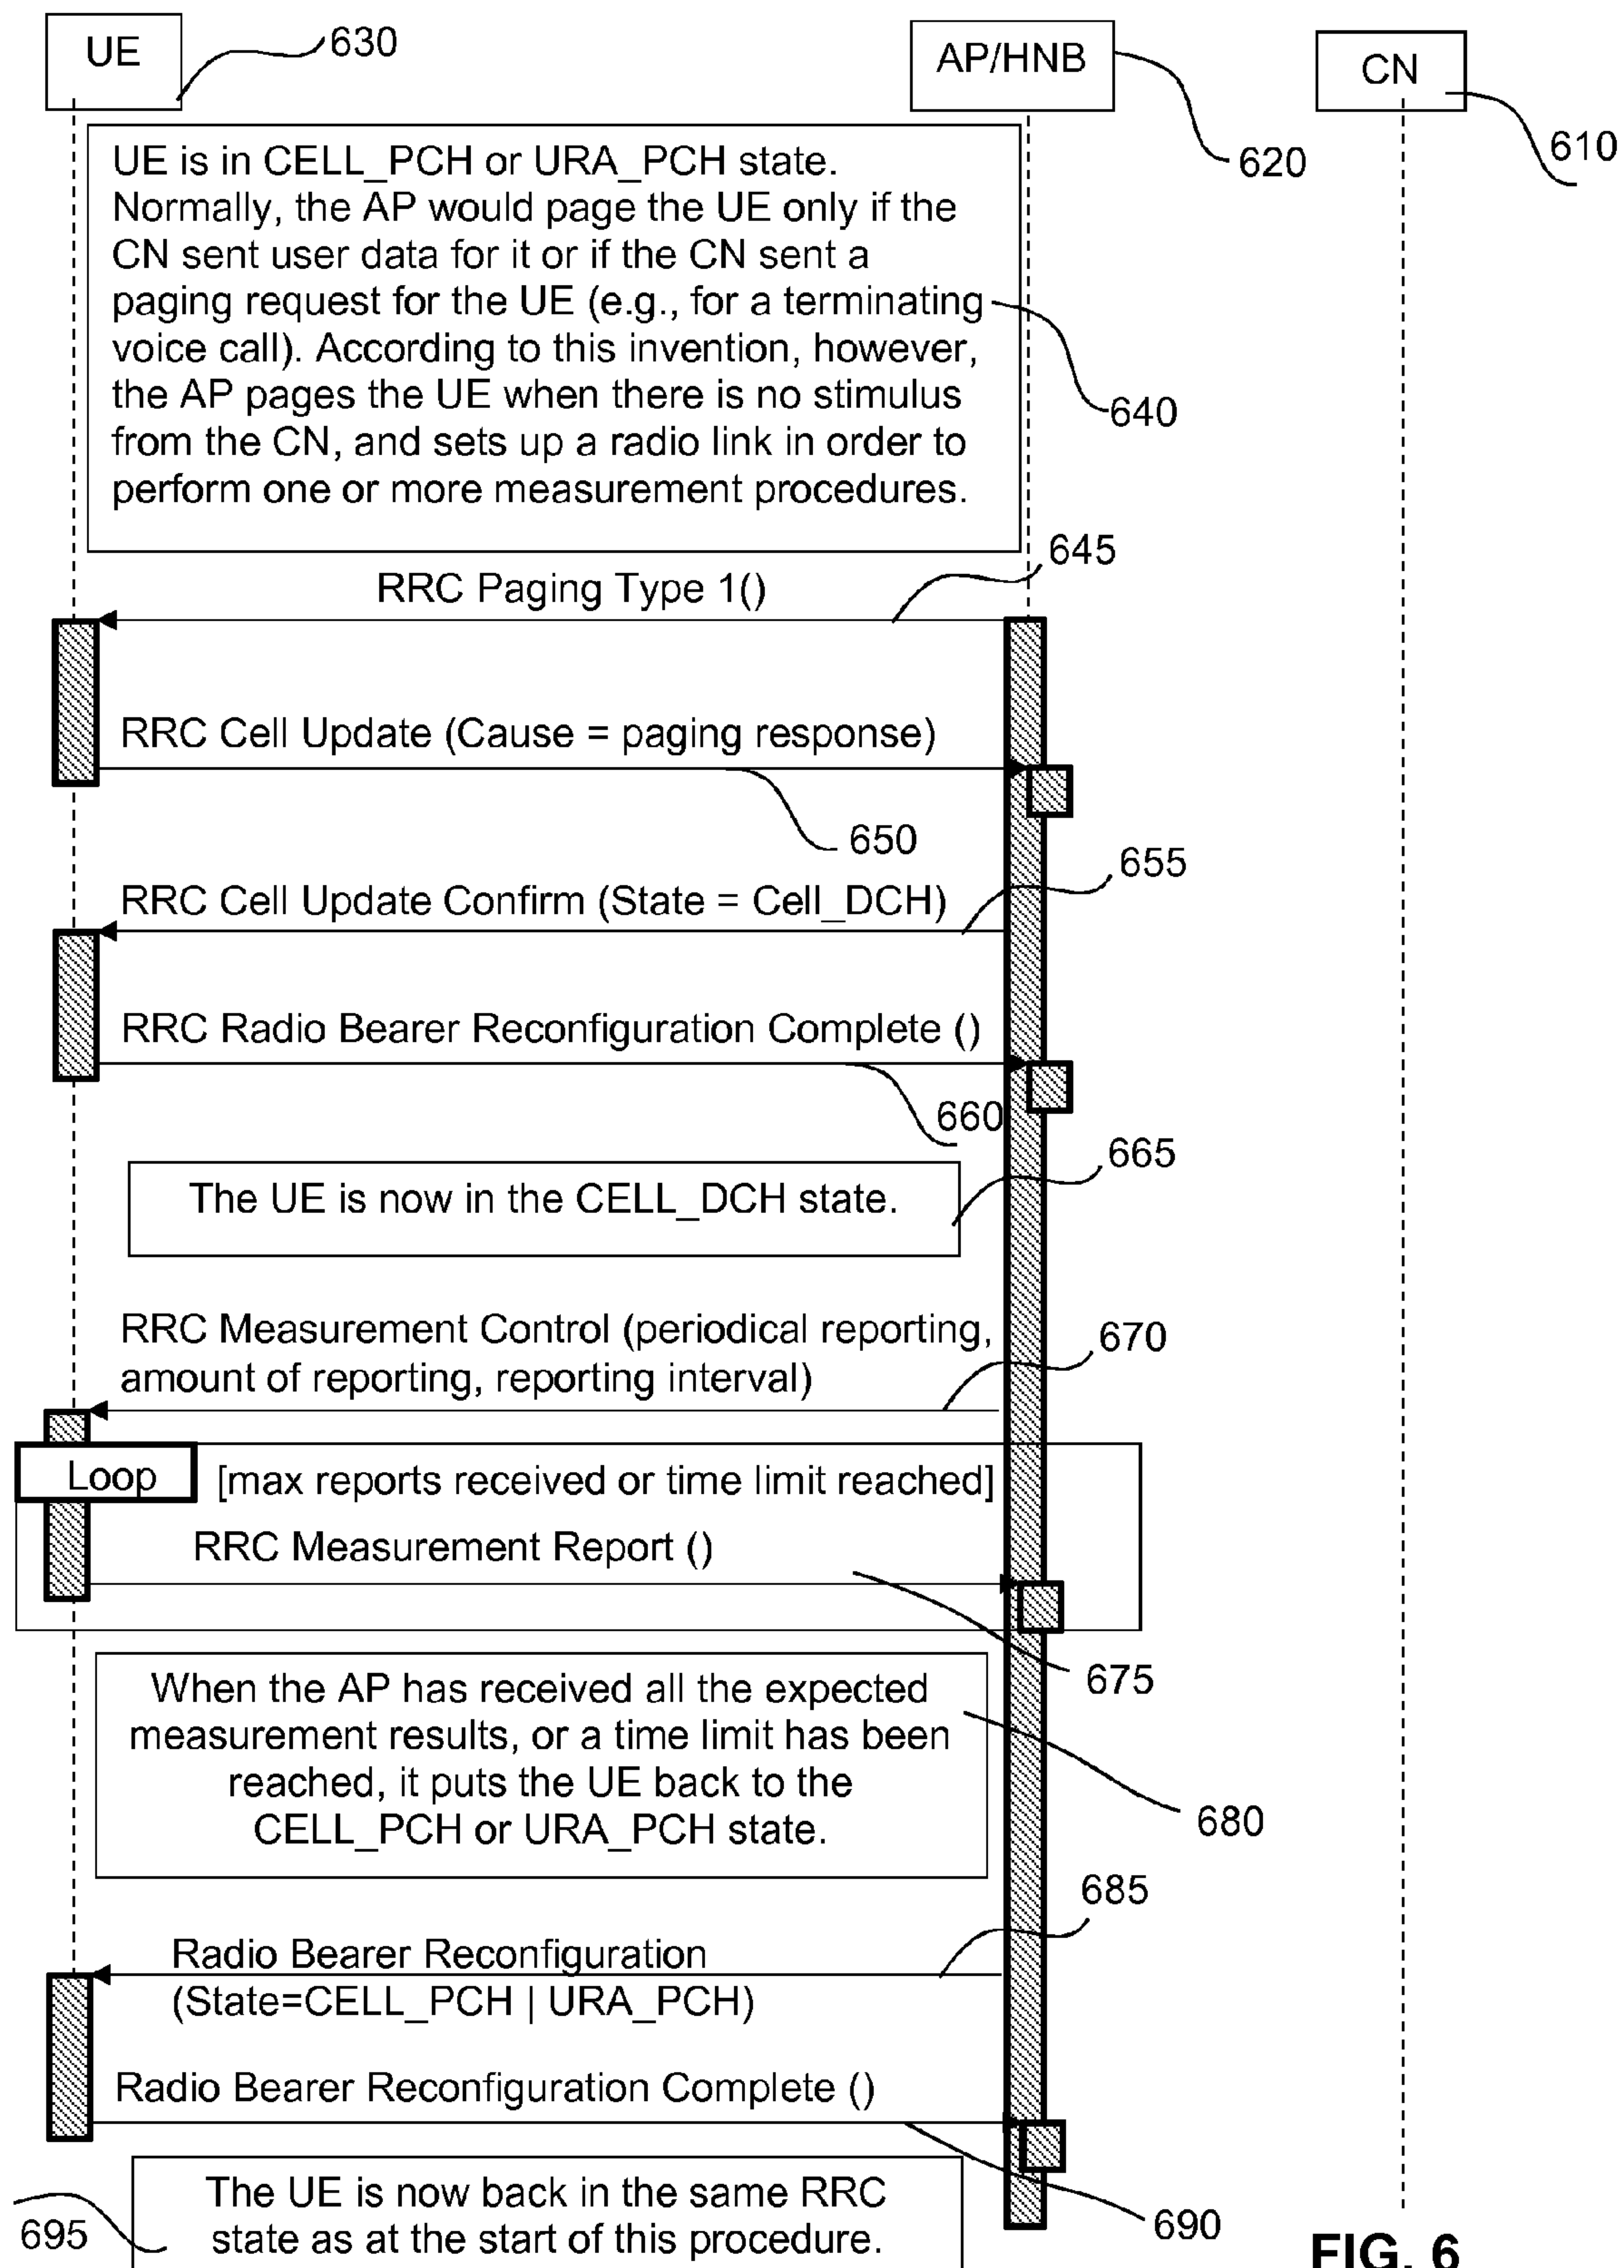 UE
630
AP/HNB
620
CN
610
UE is in CELL_PCH or URA_PCH state.
Normally, the AP would page the UE only if the
CN sent user data for it or if the CN sent a
paging request for the UE (e.g., for a terminating
voice call). According to this invention, however,
the AP pages the UE when there is no stimulus
from the CN, and sets up a radio link in order to
perform one or more measurement procedures.
640
645
RRC Paging Type 1()
RRC Cell Update (Cause = paging response)
650
655
RRC Cell Update Confirm (State = Cell_DCH)
RRC Radio Bearer Reconfiguration Complete ()
660
665
The UE is now in the CELL_DCH state.
RRC Measurement Control (periodical reporting,
amount of reporting, reporting interval)
670
Loop
[max reports received or time limit reached]
RRC Measurement Report ()
675
When the AP has received all the expected
measurement results, or a time limit has been
reached, it puts the UE back to the
CELL_PCH or URA_PCH state.
680
685
Radio Bearer Reconfiguration
(State=CELL_PCH | URA_PCH)
Radio Bearer Reconfiguration Complete ()
690
The UE is now back in the same RRC
state as at the start of this procedure.
695
FIG. 6